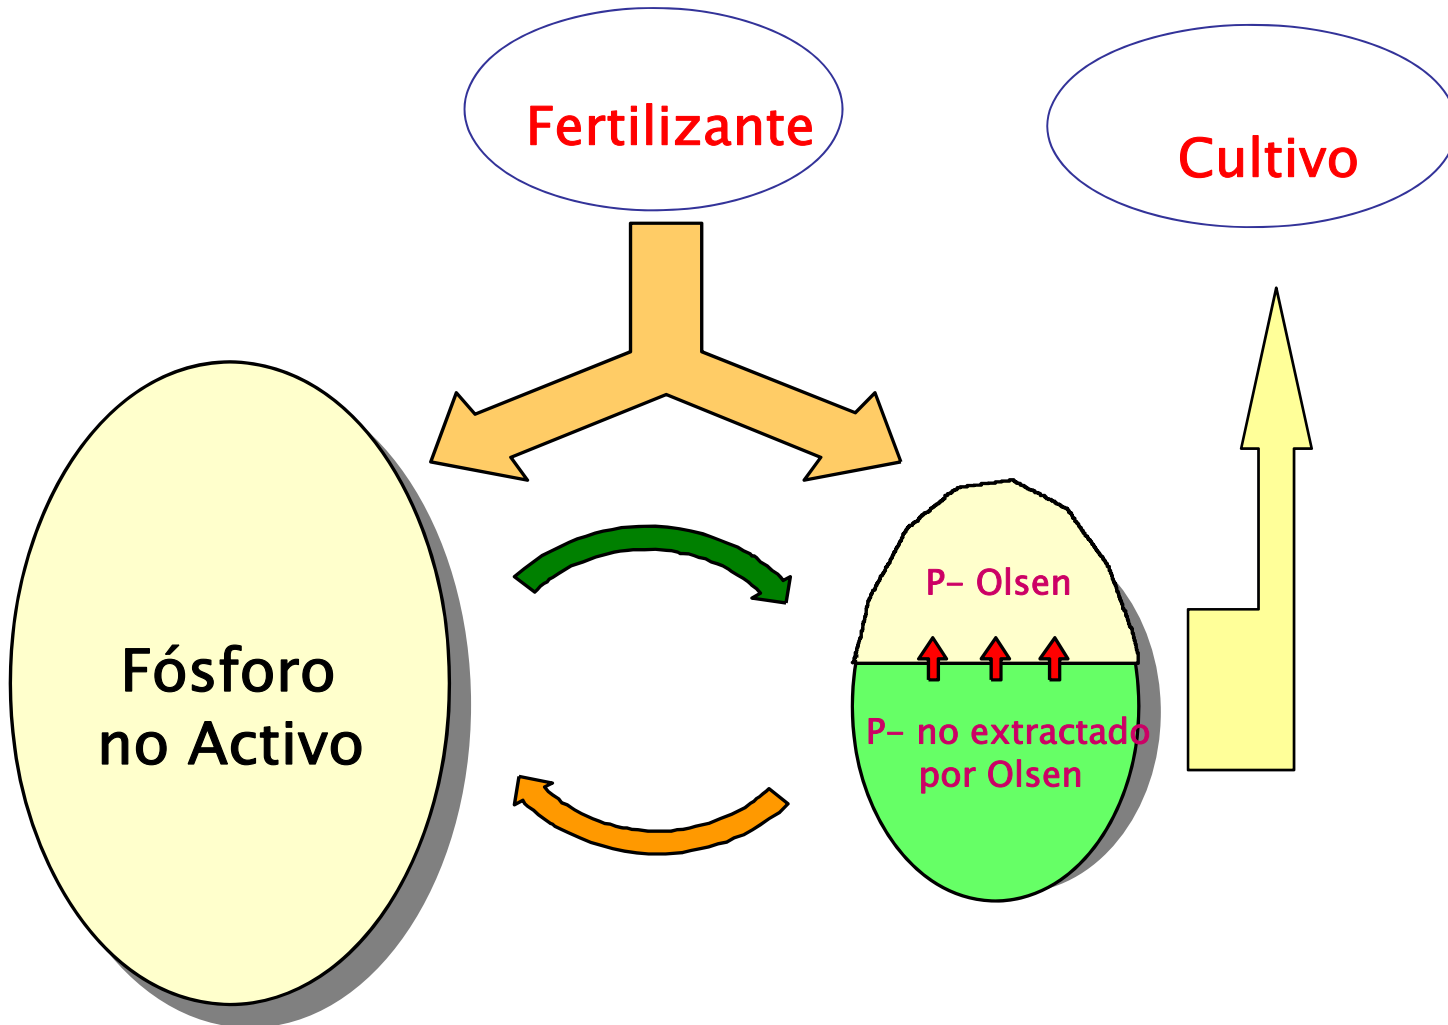 Fertilizante
Cultivo
P- Olsen
Fósforo
no Activo
P- no extractado
por Olsen